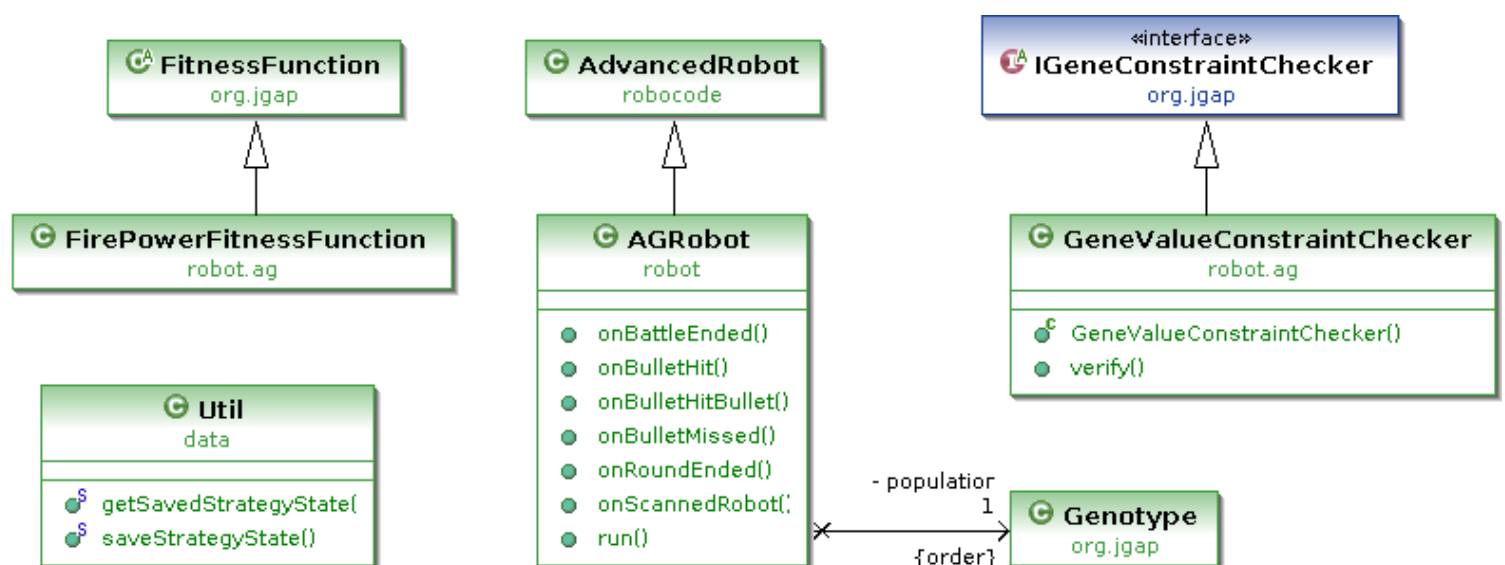 FitnessFunction
org.jgap
AdvancedRobot
robocode
«interface»
IGeneConstraintChecker
org.jgap
FirePowerFitnessFunction
robot.ag
AGRobot
robot
onBattleEnded()
onBulletHit()
onBulletHitBullet()
onBulletMissed()
onRoundEnded()
onScannedRobot(
run()
GeneValueConstraintChecker
robot.ag
GeneValueConstraintChecker()
verify()
Util
data
getSavedStrategyState(
saveStrategyState()
- population
1
{order}
Genotype
org.jgap